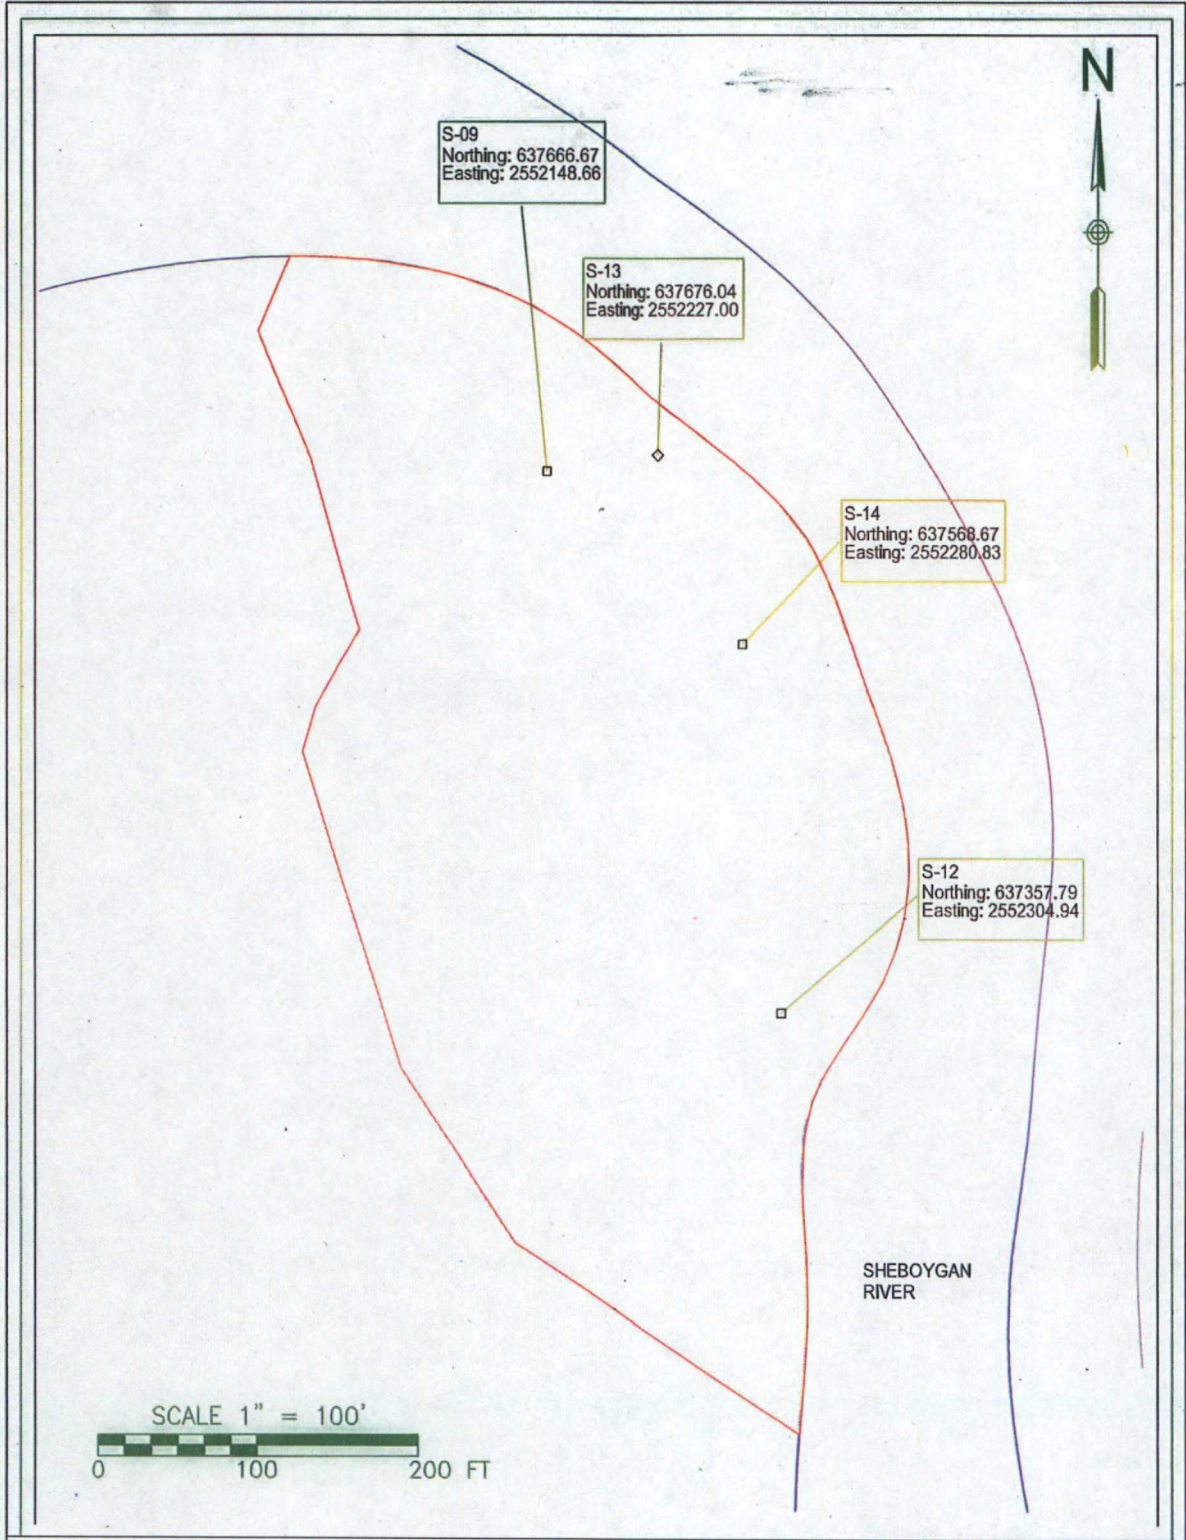 N
S-09
Northing: 637666.67
Easting: 2552148.66
S-13
Northing: 637676.04
Easting: 2552227.00
S-14
Northing: 637568.67
Easting: 2552280.83
S-12
Northing: 637357.79
Easting: 2552304.94
SHEBOYGAN
RIVER
SCALE 1" = 100'
0 100 200 FT